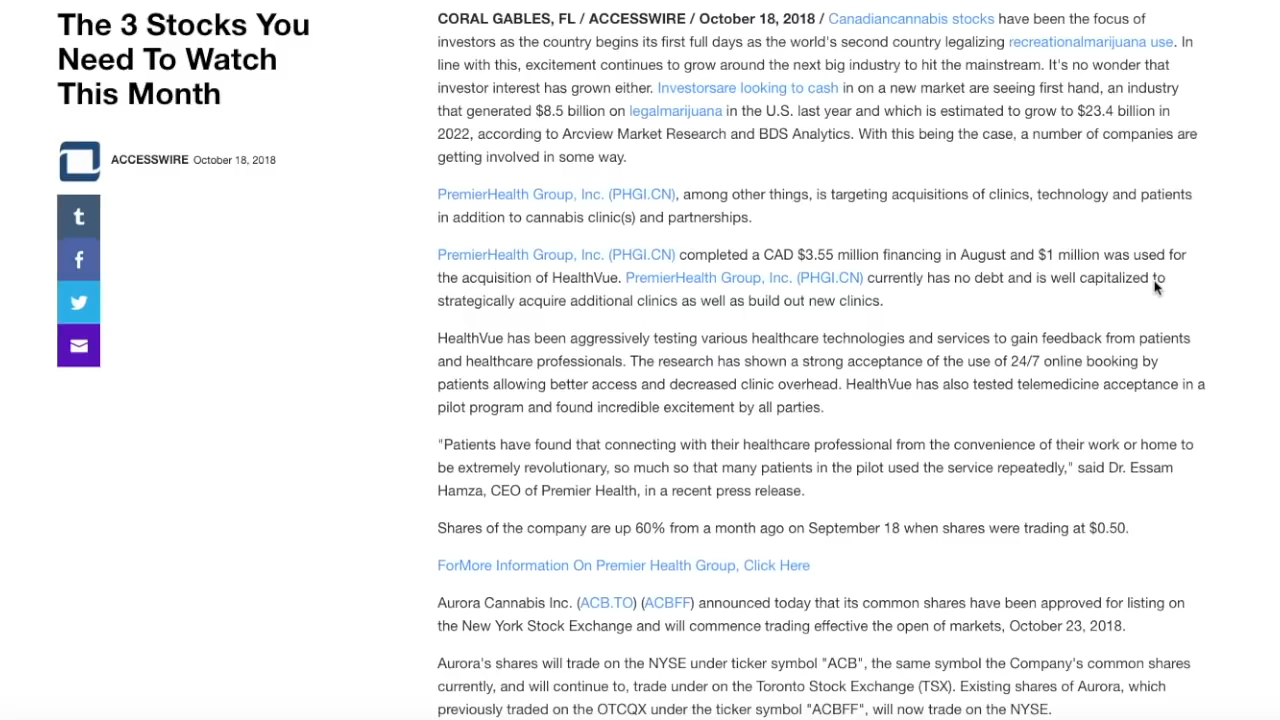 The 3 Stocks You
Need To Watch
This Month
ACCESSWIRE October 18, 2018
t
f
CORAL GABLES, FL / ACCESSWIRE / October 18, 2018 / Canadiancannabis stocks have been the focus of
investors as the country begins its first full days as the world's second country legalizing recreationalmarijuana use. In
line with this, excitement continues to grow around the next big industry to hit the mainstream. It's no wonder that
investor interest has grown either. Investorsare looking to cash in on a new market are seeing first hand, an industry
that generated $8.5 billion on legalmarijuana in the U.S. last year and which is estimated to grow to $23.4 billion in
2022, according to Arcview Market Research and BDS Analytics. With this being the case, a number of companies are
getting involved in some way.
PremierHealth Group, Inc. (PHGI.CN), among other things, is targeting acquisitions of clinics, technology and patients
in addition to cannabis clinic(s) and partnerships.
PremierHealth Group, Inc. (PHGI.CN) completed a CAD $3.55 million financing in August and $1 million was used for
the acquisition of HealthVue. PremierHealth Group, Inc. (PHGI.CN) currently has no debt and is well capitalized to
strategically acquire additional clinics as well as build out new clinics.
HealthVue has been aggressively testing various healthcare technologies and services to gain feedback from patients
and healthcare professionals. The research has shown a strong acceptance of the use of 24/7 online booking by
patients allowing better access and decreased clinic overhead. HealthVue has also tested telemedicine acceptance in a
pilot program and found incredible excitement by all parties.
"Patients have found that connecting with their healthcare professional from the convenience of their work or home to
be extremely revolutionary, so much so that many patients in the pilot used the service repeatedly," said Dr. Essam
Hamza, CEO of Premier Health, in a recent press release.
Shares of the company are up 60% from a month ago on September 18 when shares were trading at $0.50.
ForMore Information On Premier Health Group, Click Here
Aurora Cannabis Inc. (ACB.TO) (ACBFF) announced today that its common shares have been approved for listing on
the New York Stock Exchange and will commence trading effective the open of markets, October 23, 2018.
Aurora's shares will trade on the NYSE under ticker symbol "ACB", the same symbol the Company's common shares
currently, and will continue to, trade under on the Toronto Stock Exchange (TSX). Existing shares of Aurora, which
previously traded on the OTCQX under the ticker symbol "ACBFF", will now trade on the NYSE.